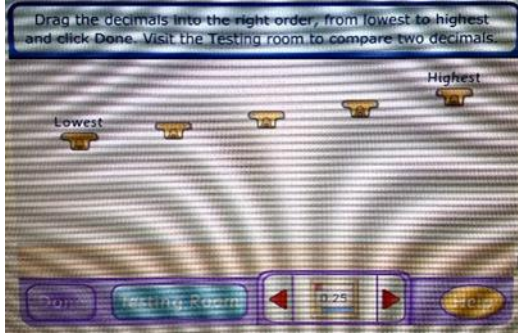 Drag the decimals into the right order, from lowest to highest
and click Done. Visit the Testing room to compare two decimals.
Highest
Lowest
Done
Testing Room
0.25
Help